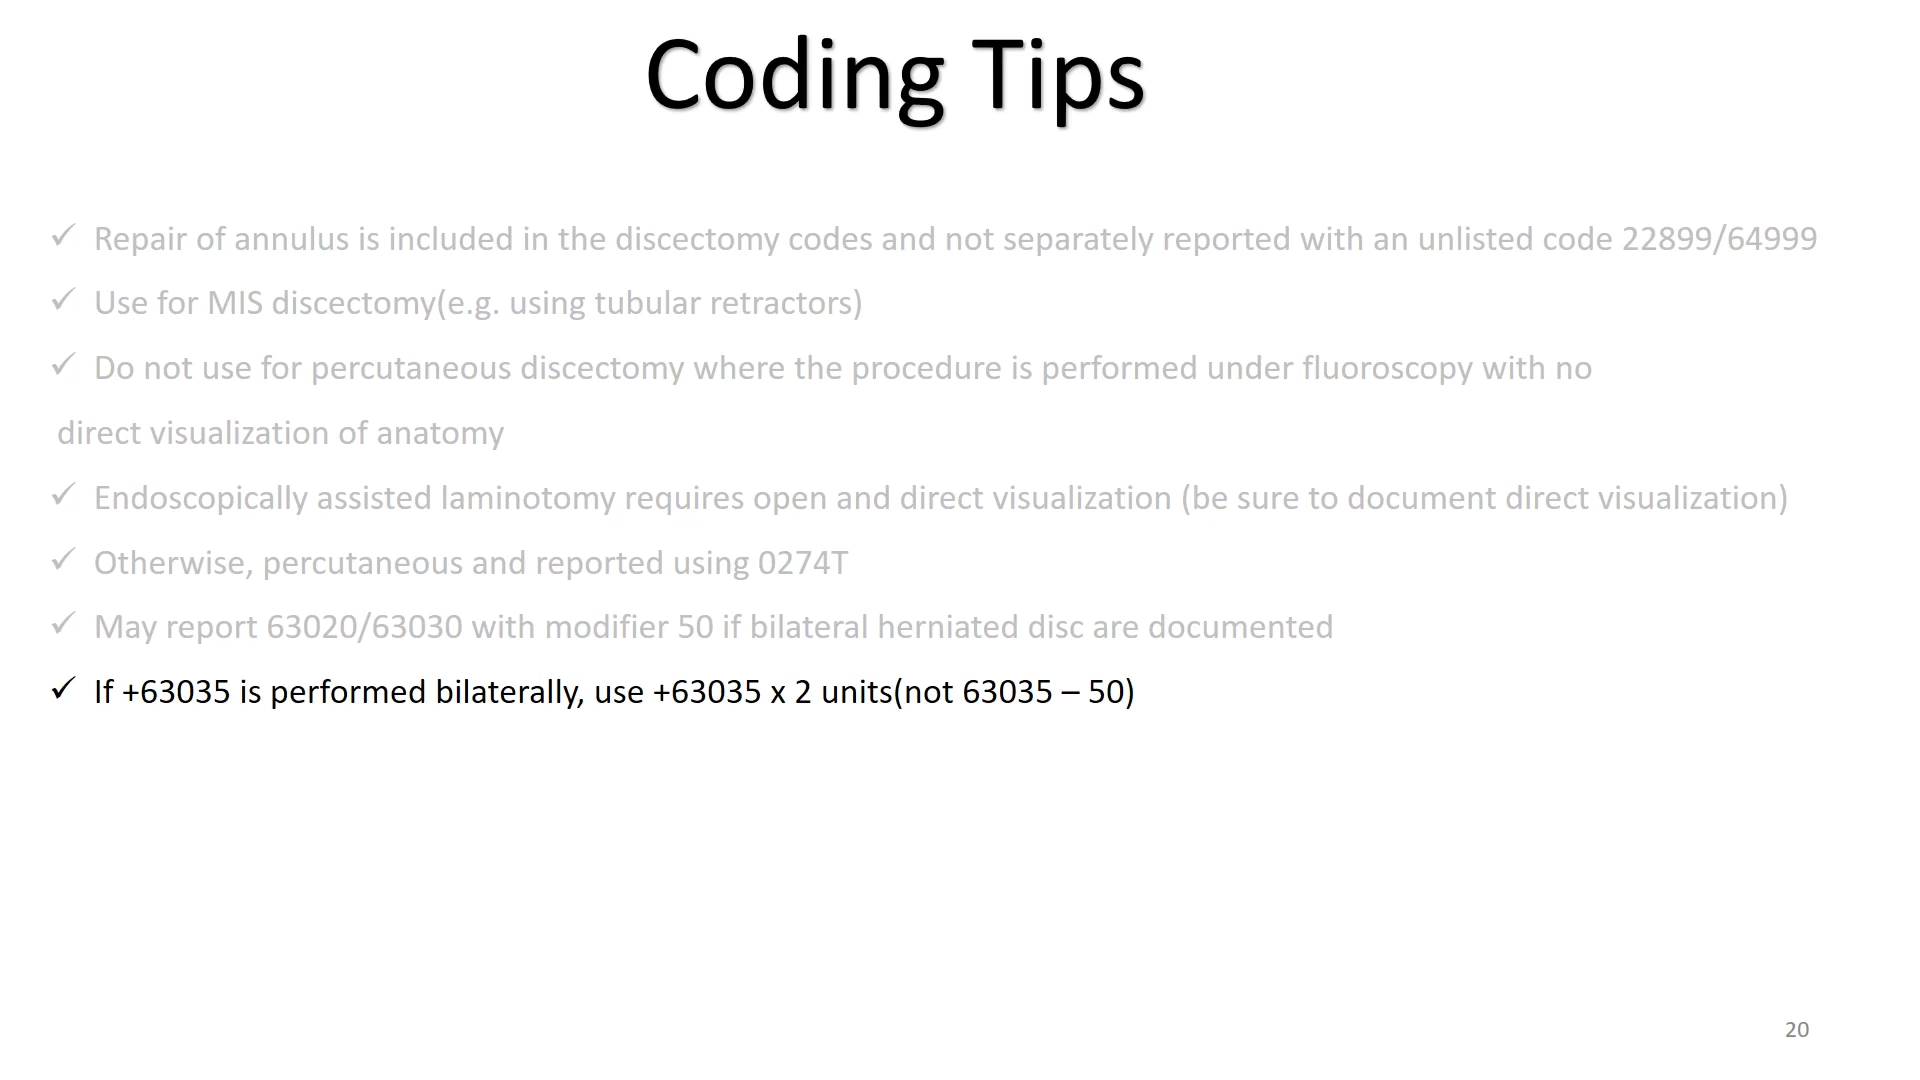 Coding Tips
✓ Repair of annulus is included in the discectomy codes and not separately reported with an unlisted code 22899/64999
✓ Use for MIS discectomy(e.g. using tubular retractors)
✓ Do not use for percutaneous discectomy where the procedure is performed under fluoroscopy with no
direct visualization of anatomy
✓ Endoscopically assisted laminotomy requires open and direct visualization (be sure to document direct visualization)
✓ Otherwise, percutaneous and reported using 0274T
✓ May report 63020/63030 with modifier 50 if bilateral herniated disc are documented
✓ If +63035 is performed bilaterally, use +63035 x 2 units(not 63035 – 50)
20